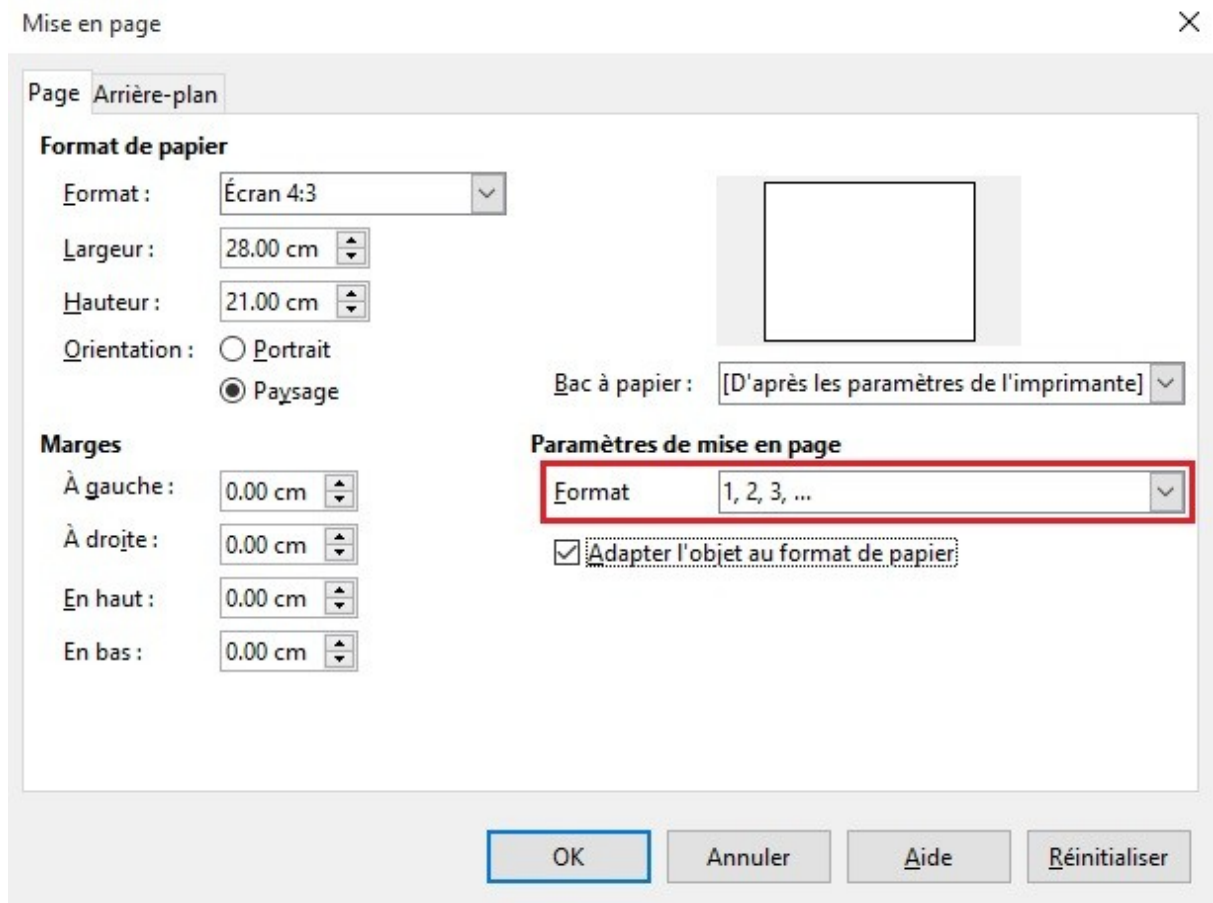 Mise en page
Page Arrière-plan
Format de papier
Format : Écran 4:3
Largeur : 28.00 cm
Hauteur : 21.00 cm
Orientation : Portrait
Paysage
Bac à papier : [D'après les paramètres de l'imprimante]
Marges
À gauche : 0.00 cm
À droite : 0.00 cm
En haut : 0.00 cm
En bas : 0.00 cm
Paramètres de mise en page
Format 1, 2, 3, ...
Adapter l'objet au format de papier
OK Annuler Aide Réinitialiser